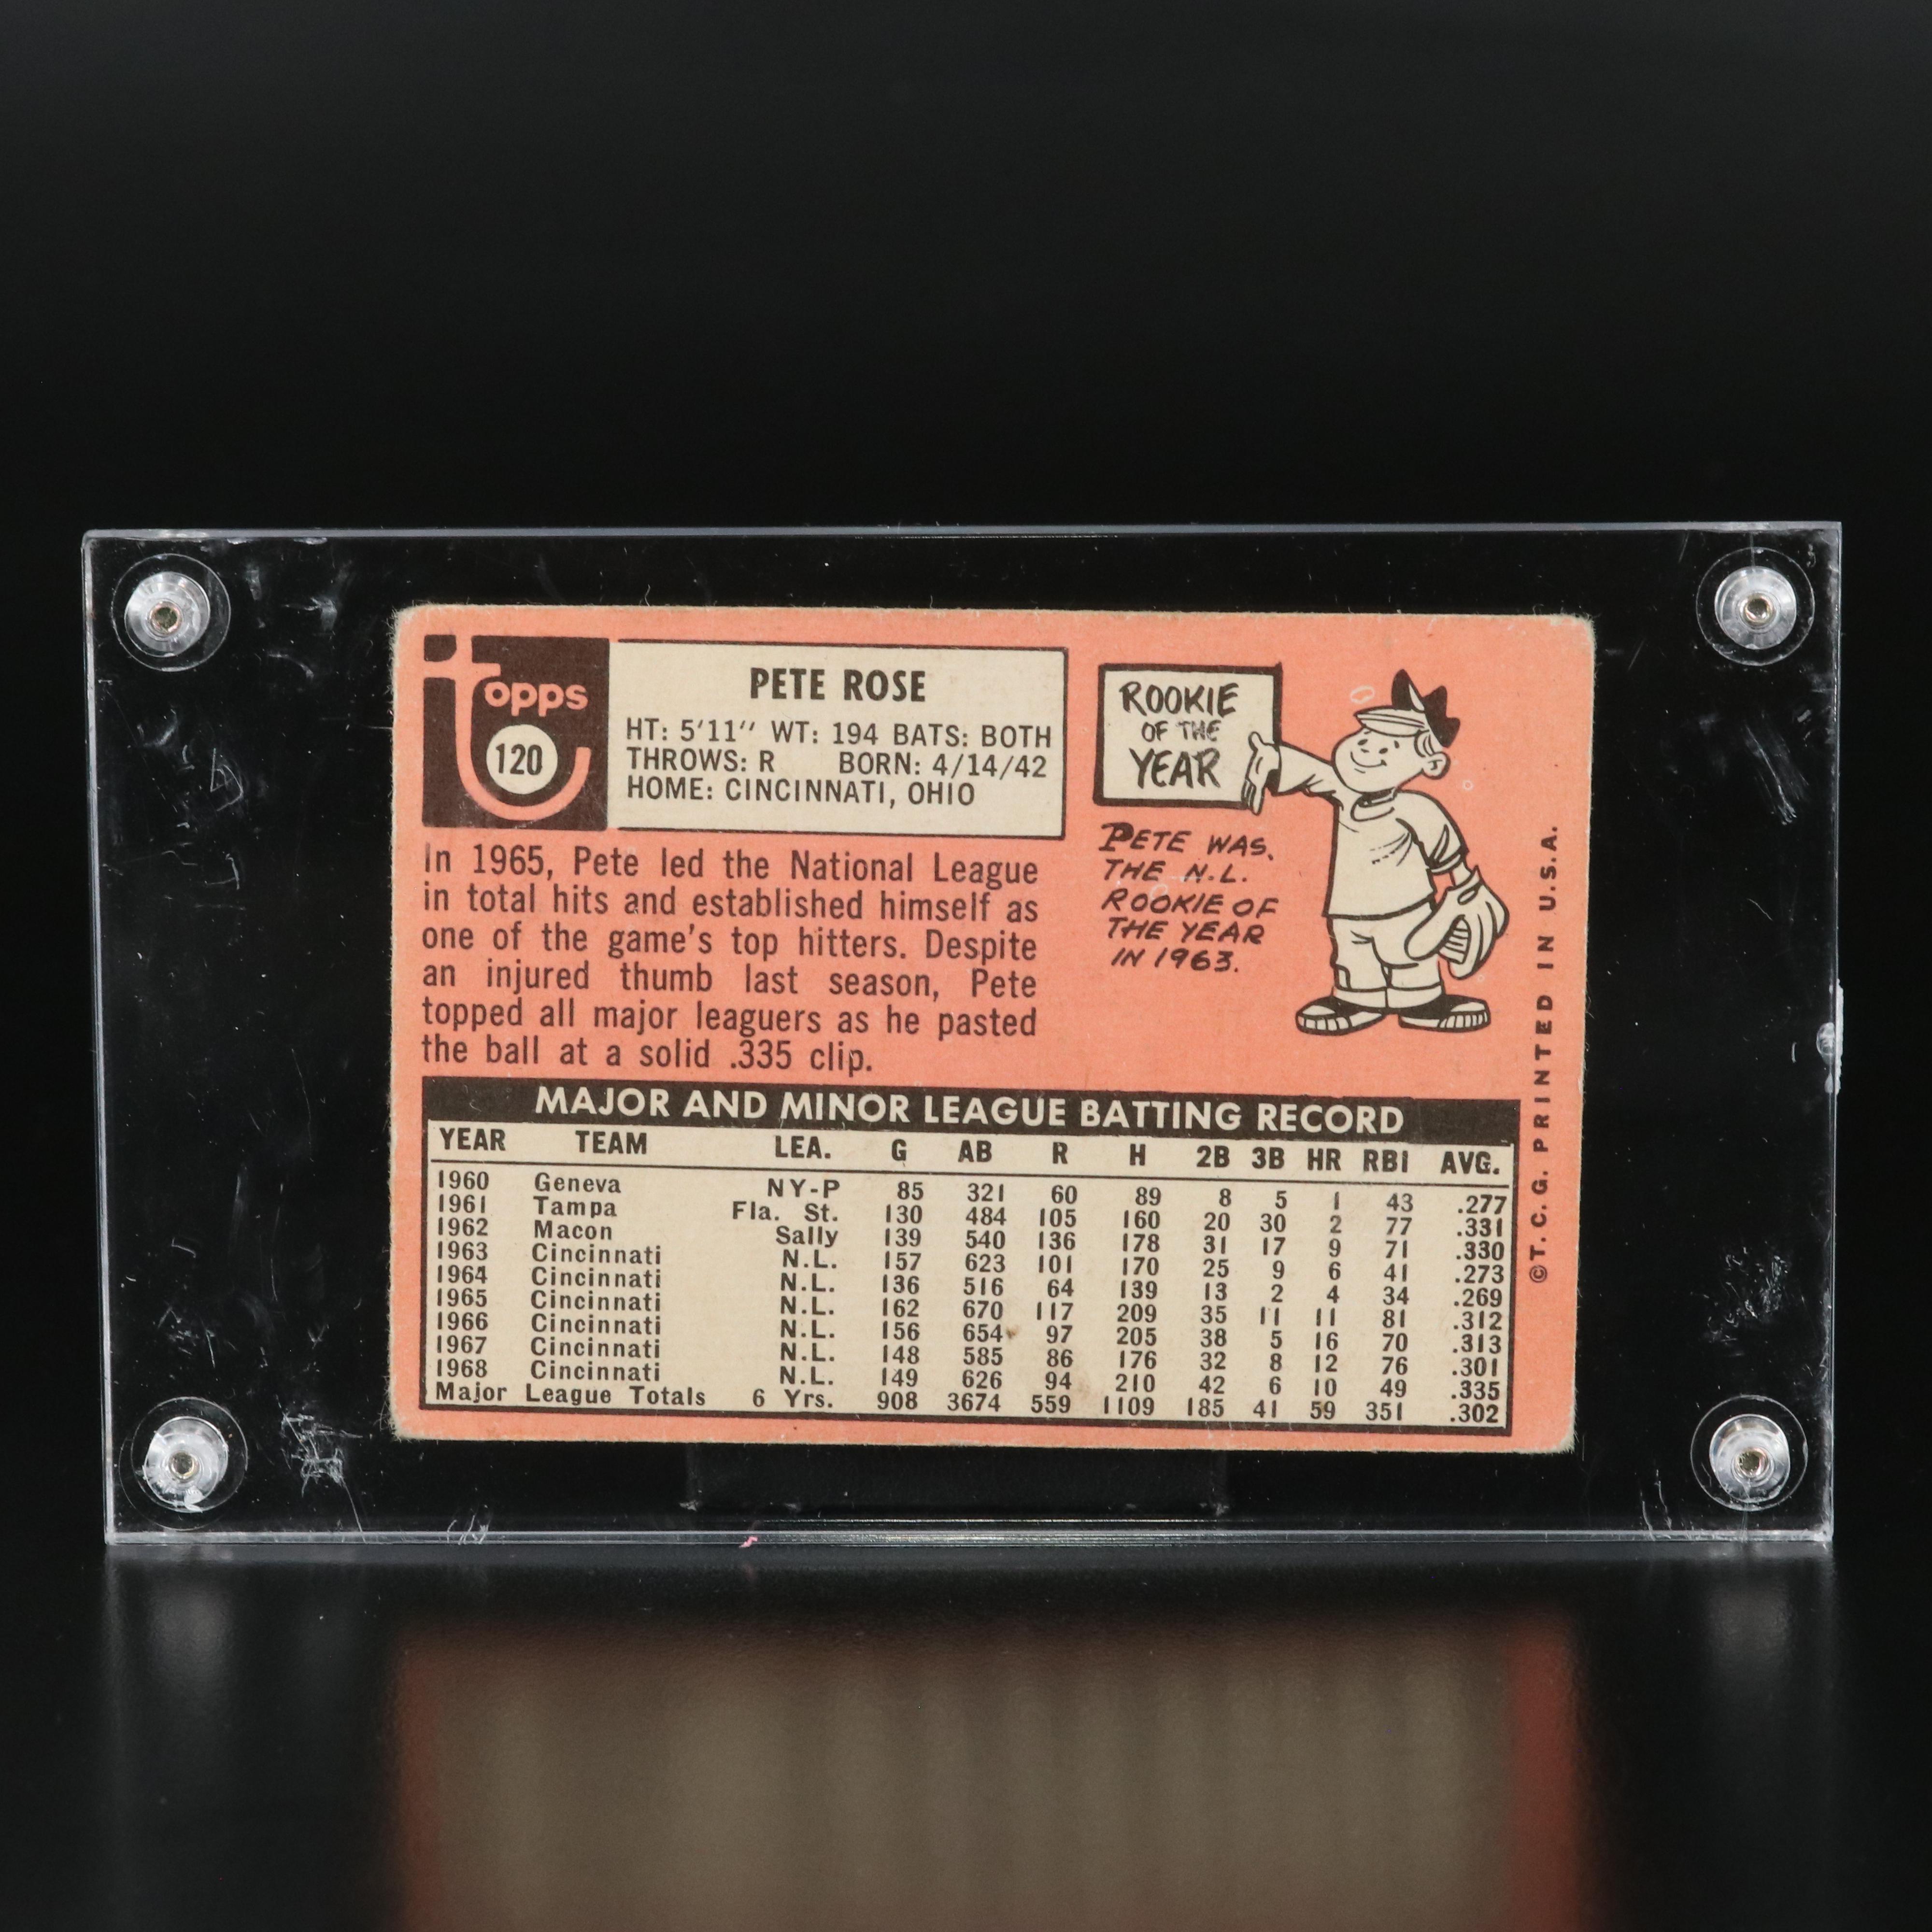 topps
120
PETE ROSE
HT: 5'11" WT: 194 BATS: BOTH
THROWS: R BORN: 4/14/42
HOME: CINCINNATI, OHIO
In 1965, Pete led the National League
in total hits and established himself as
one of the game's top hitters. Despite
an injured thumb last season, Pete
topped all major leaguers as he pasted
the ball at a solid .335 clip.
ROOKIE
OF THE
YEAR
PETE WAS
THE N.L.
ROOKIE OF
THE YEAR
IN 1963.
MAJOR AND MINOR LEAGUE BATTING RECORD
YEAR TEAM LEA. G AB R H 2B 3B HR RBI AVG.
1960 Geneva NY-P 85 321 60 89 8 5 1 43 .277
1961 Tampa Fla. St. 130 484 105 160 20 30 2 77 .331
1962 Macon Sally 139 540 136 178 31 17 9 71 .330
1963 Cincinnati N.L. 157 623 101 170 25 9 6 41 .273
1964 Cincinnati N.L. 136 516 64 139 13 2 4 34 .269
1965 Cincinnati N.L. 162 670 117 209 35 11 11 81 .312
1966 Cincinnati N.L. 156 654 97 205 38 5 16 70 .313
1967 Cincinnati N.L. 148 585 86 176 32 8 12 76 .301
1968 Cincinnati N.L. 149 626 94 210 42 6 10 49 .335
Major League Totals 6 Yrs. 908 3674 559 1109 185 41 59 351 .302
©T. C. G. PRINTED IN U.S.A.